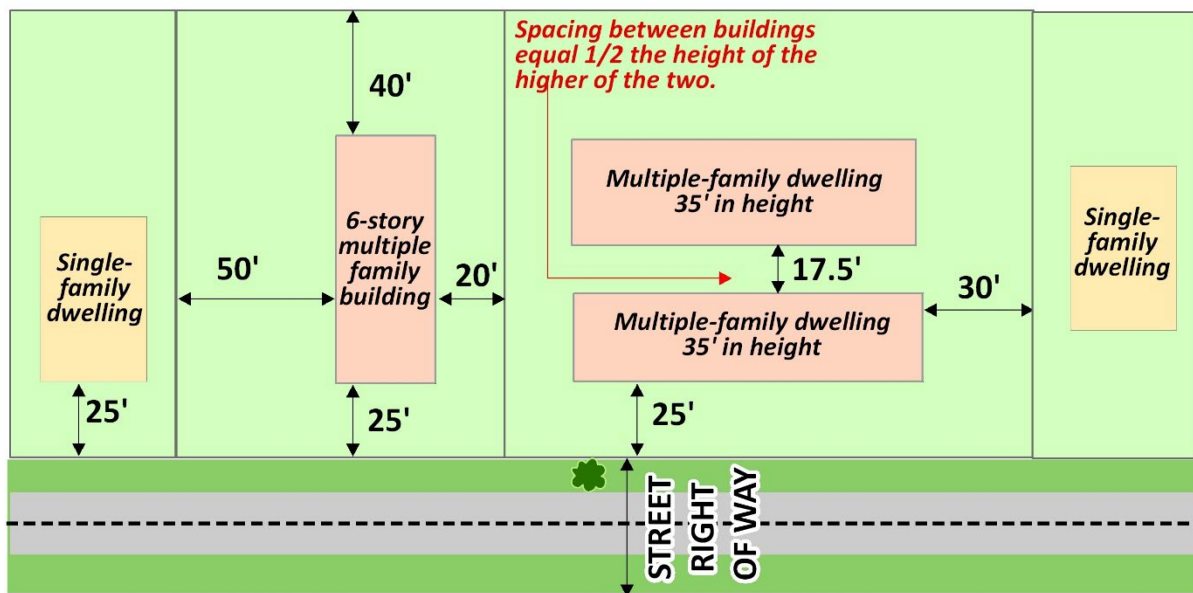 Spacing between buildings
equal 1/2 the height of the
higher of the two.
40'
Single-
family
dwelling
50'
6-story
multiple
family
building
20'
Multiple-family dwelling
35' in height
17.5'
Multiple-family dwelling
35' in height
30'
Single-
family
dwelling
25'
25'
25'
STREET
RIGHT
OF WAY